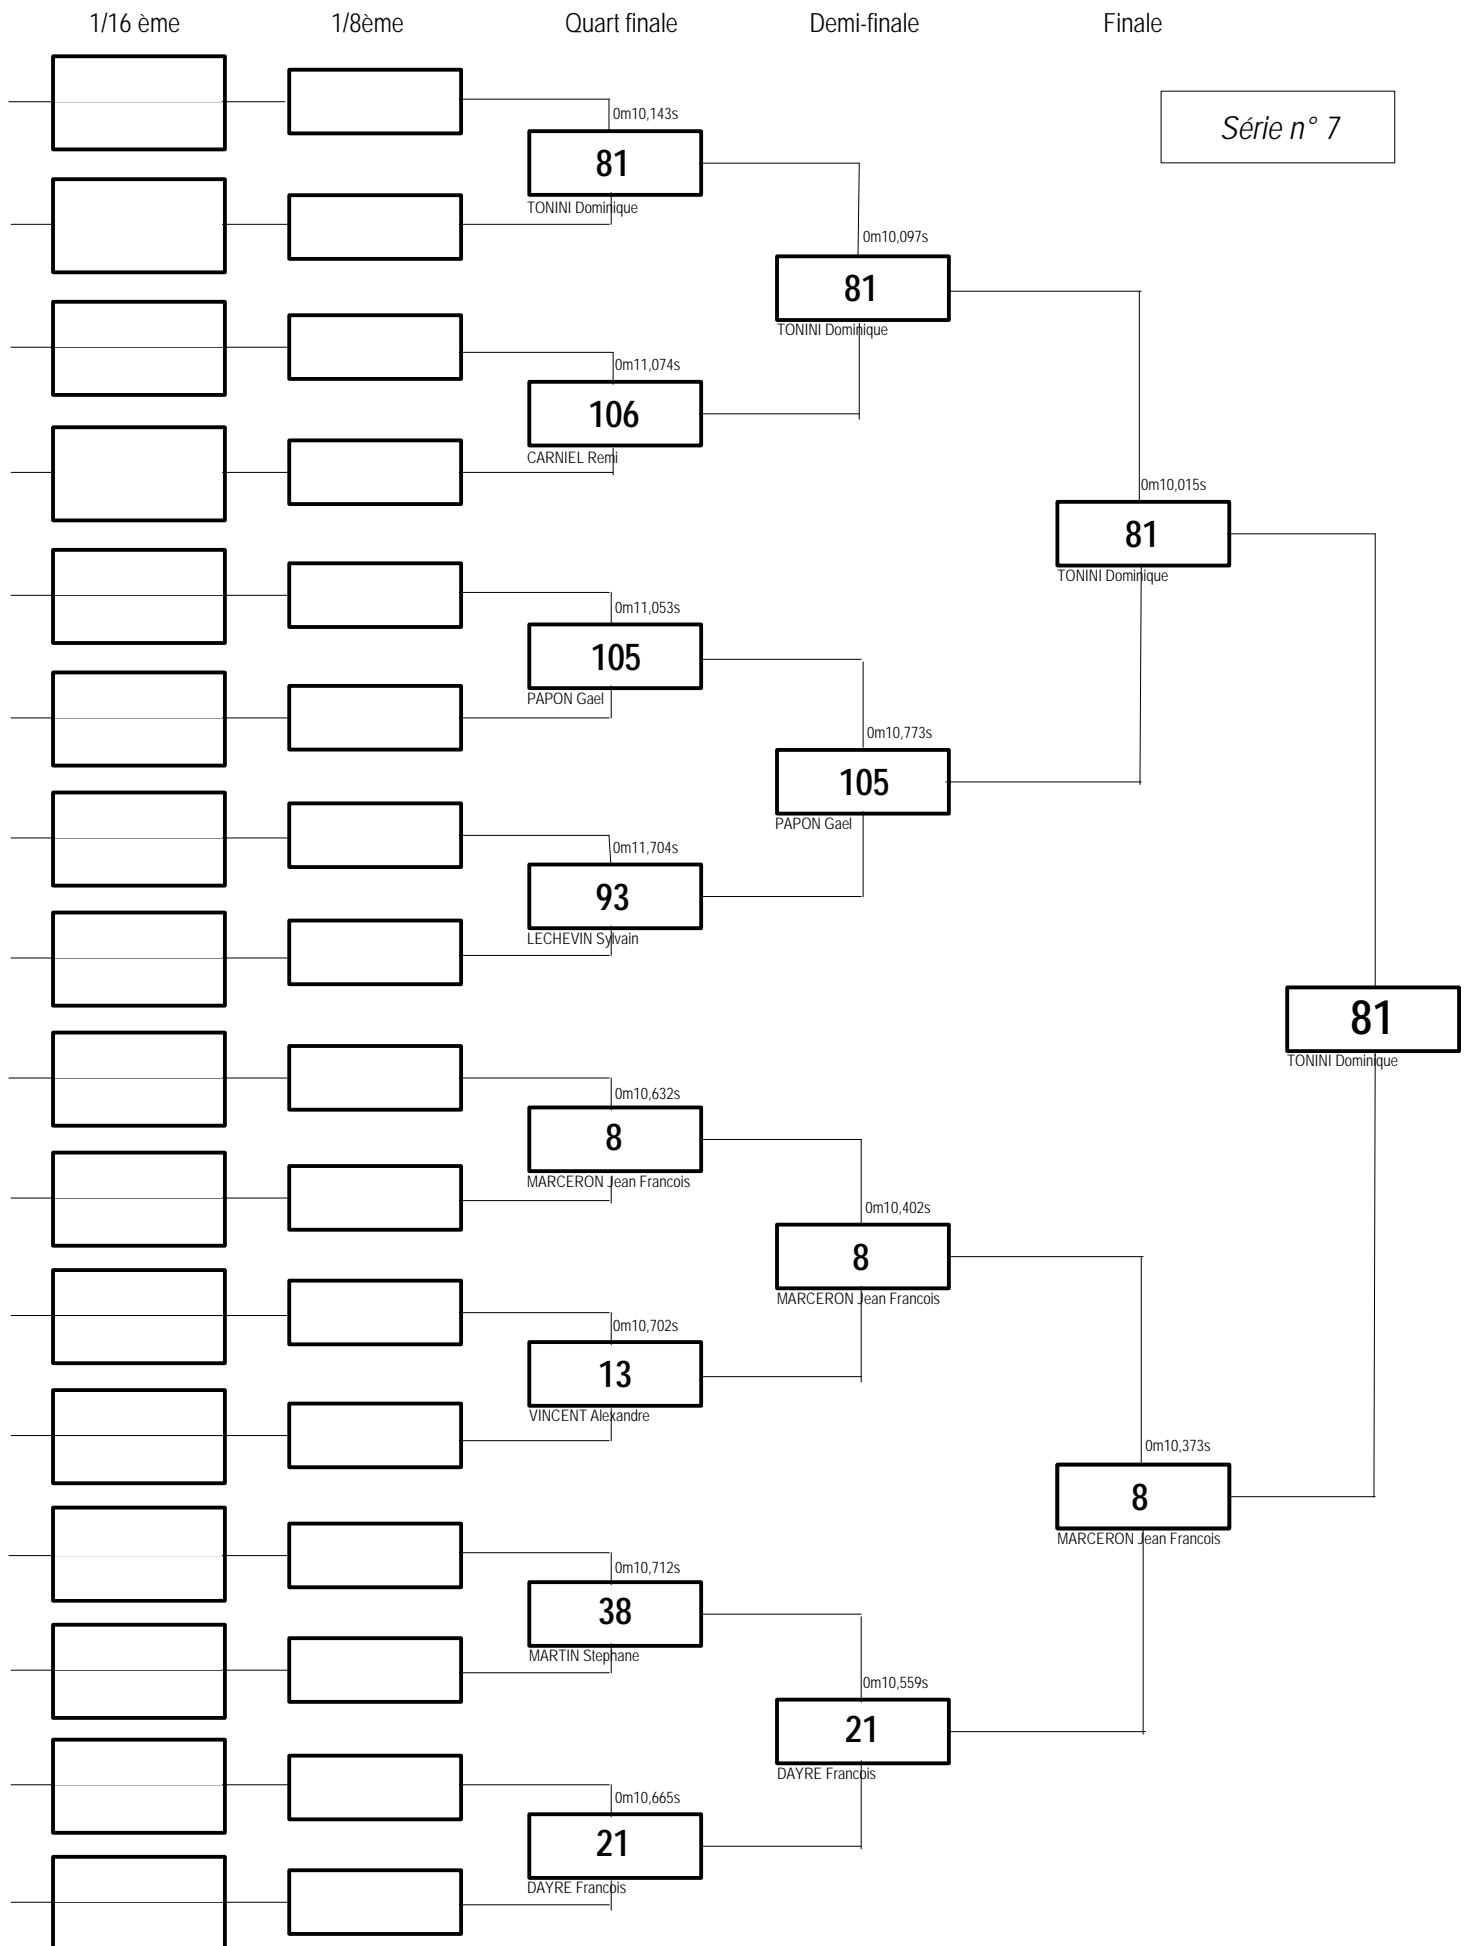 1/16 ème 1/8ème Quart finale Demi-finale Finale
Série n° 7
0m10,143s
81
TONINI Dominique
0m10,097s
81
TONINI Dominique
0m11,074s
106
CARNIEL Remi
0m10,015s
81
TONINI Dominique
0m11,053s
105
PAPON Gael
0m10,773s
105
PAPON Gael
0m11,704s
93
LECHEVIN Sylvain
81
TONINI Dominique
0m10,632s
8
MARCERON Jean Francois
0m10,402s
8
MARCERON Jean Francois
0m10,702s
13
VINCENT Alexandre
0m10,373s
8
MARCERON Jean Francois
0m10,712s
38
MARTIN Stephane
0m10,559s
21
DAYRE Francois
0m10,665s
21
DAYRE Francois